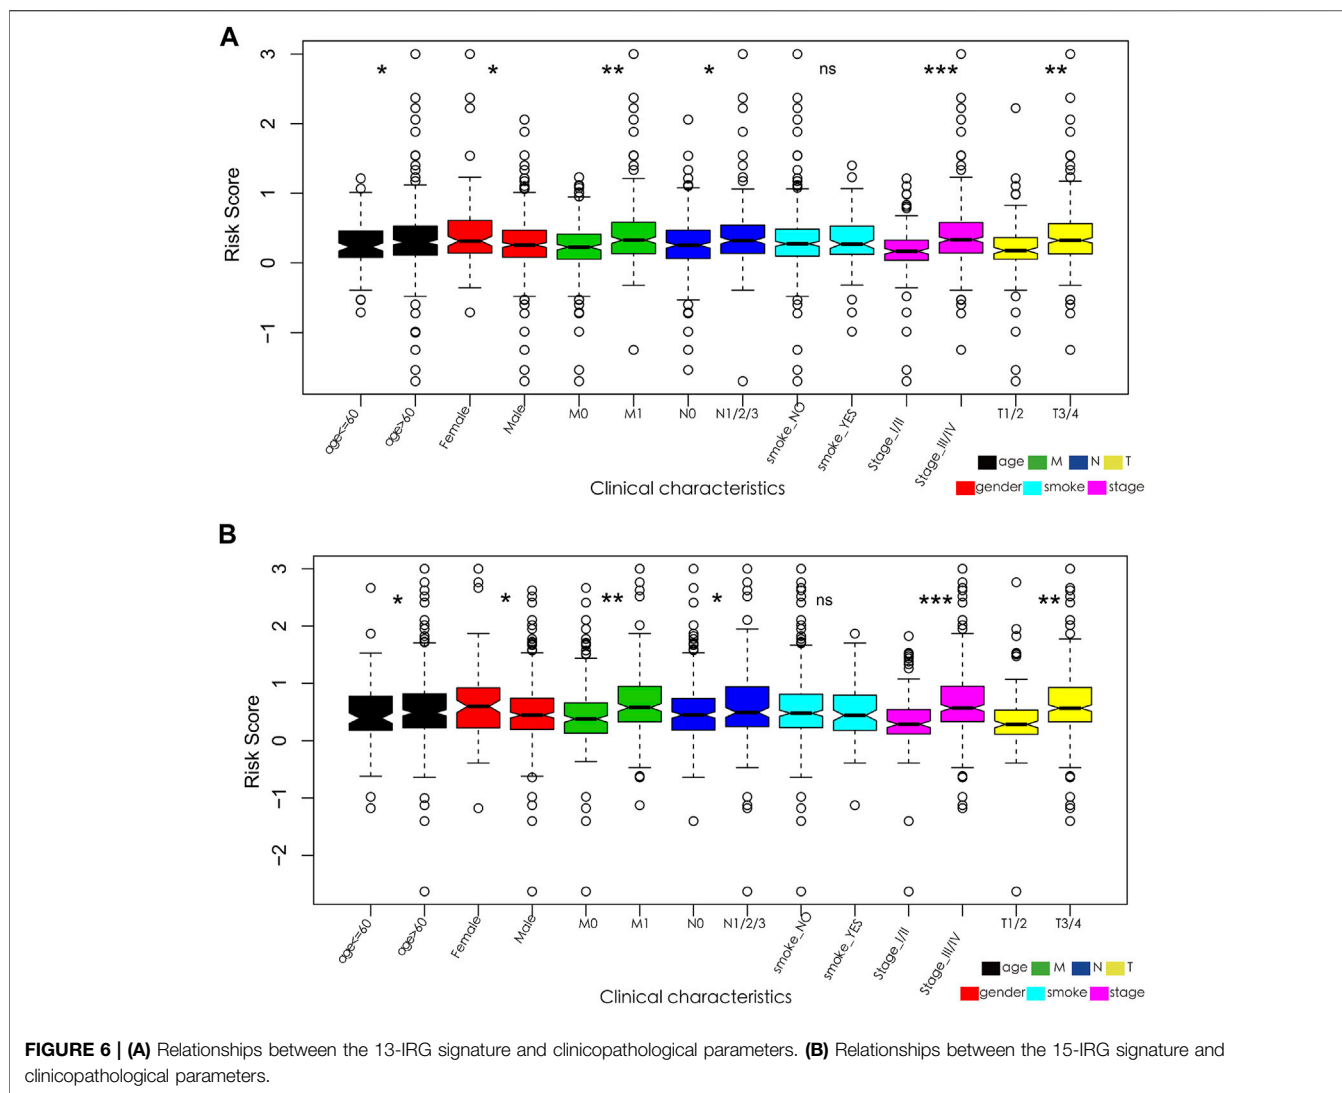 A
3
2
1
0
−1
Risk Score
* * ** * ns *** **
age<=60 age>60 Female Male M0 M1 N0 N1/2/3 smoke_NO smoke_YES Stage_I/II Stage_III/IV T1/2 T3/4
age M N T
gender smoke stage
Clinical characteristics
B
3
2
1
0
−1
−2
Risk Score
* * ** * ns *** **
age<=60 age>60 Female Male M0 M1 N0 N1/2/3 smoke_NO smoke_YES Stage_I/II Stage_III/IV T1/2 T3/4
age M N T
gender smoke stage
Clinical characteristics
FIGURE 6 | (A) Relationships between the 13-IRG signature and clinicopathological parameters. (B) Relationships between the 15-IRG signature and
clinicopathological parameters.